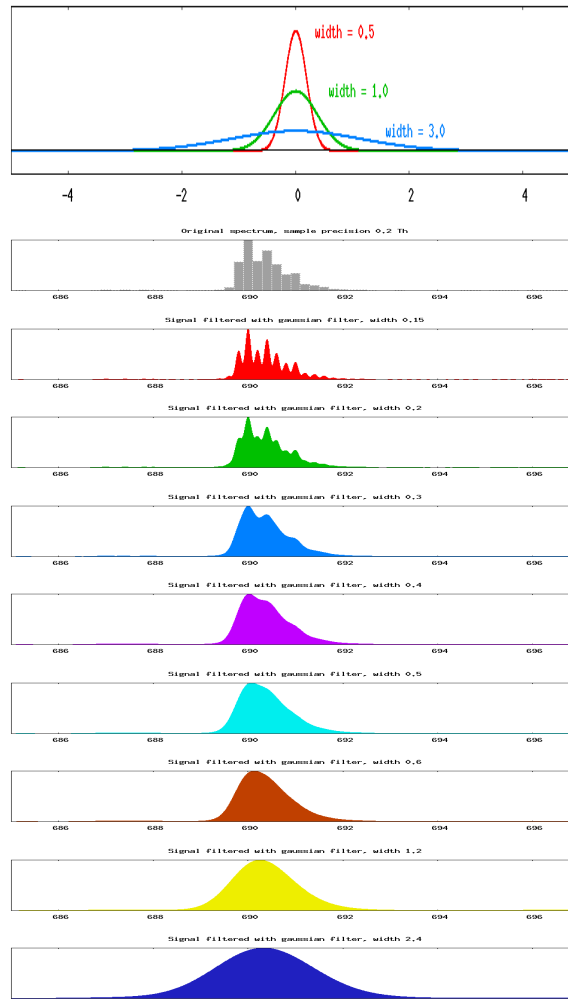 width = 0.5
width = 1.0
width = 3.0
-4 -2 0 2 4
Original spectrum, sample precision 0.2 Th
686 688 690 692 694 696
Signal filtered with gaussian filter, width 0.15
686 688 690 692 694 696
Signal filtered with gaussian filter, width 0.2
686 688 690 692 694 696
Signal filtered with gaussian filter, width 0.3
686 688 690 692 694 696
Signal filtered with gaussian filter, width 0.4
686 688 690 692 694 696
Signal filtered with gaussian filter, width 0.5
686 688 690 692 694 696
Signal filtered with gaussian filter, width 0.6
686 688 690 692 694 696
Signal filtered with gaussian filter, width 1.2
686 688 690 692 694 696
Signal filtered with gaussian filter, width 2.4